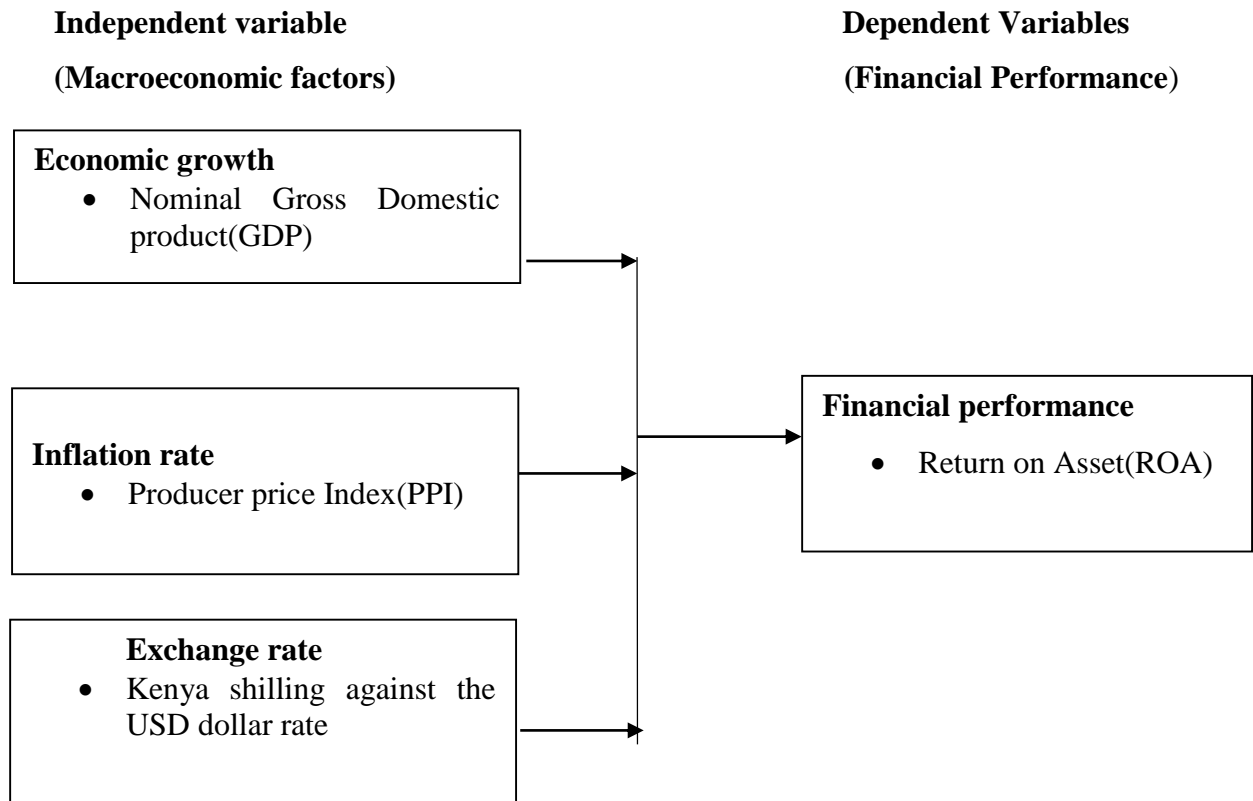 Independent variable
(Macroeconomic factors)
Dependent Variables
(Financial Performance)
Economic growth
• Nominal Gross Domestic
product(GDP)
Inflation rate
• Producer price Index(PPI)
Exchange rate
• Kenya shilling against the
USD dollar rate
Financial performance
• Return on Asset(ROA)